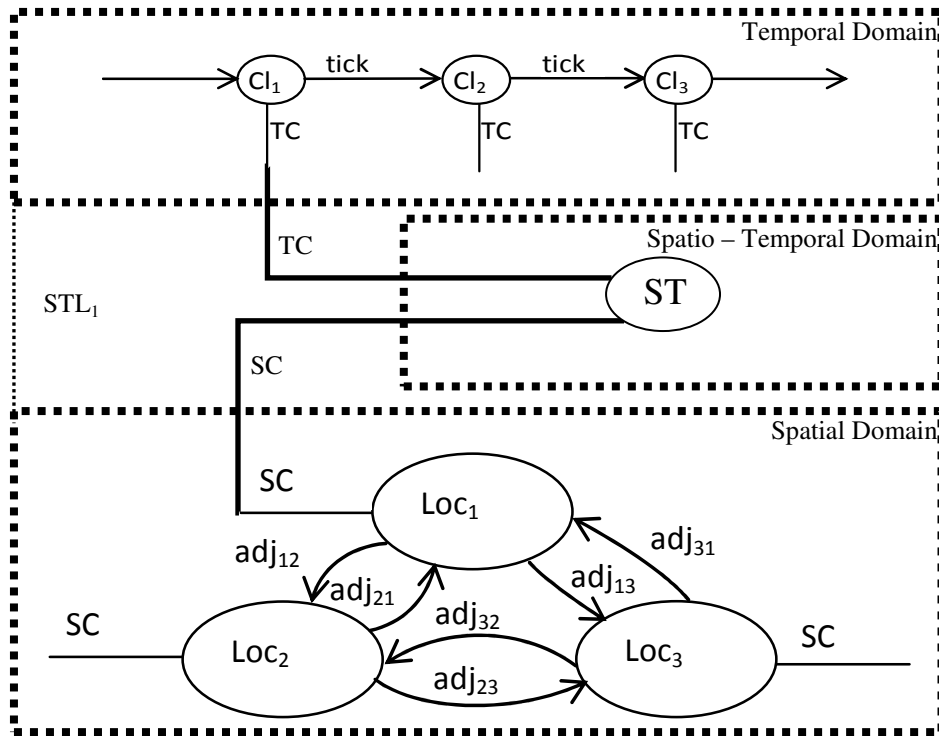 Temporal Domain
tick tick
Cl₁ Cl₂ Cl₃
TC TC TC
Spatio – Temporal Domain
TC
ST
STL₁
SC
Spatial Domain
SC
Loc₁
adj₁₂ adj₃₁
adj₂₁ adj₁₃
adj₃₂
SC Loc₂ Loc₃ SC
adj₂₃